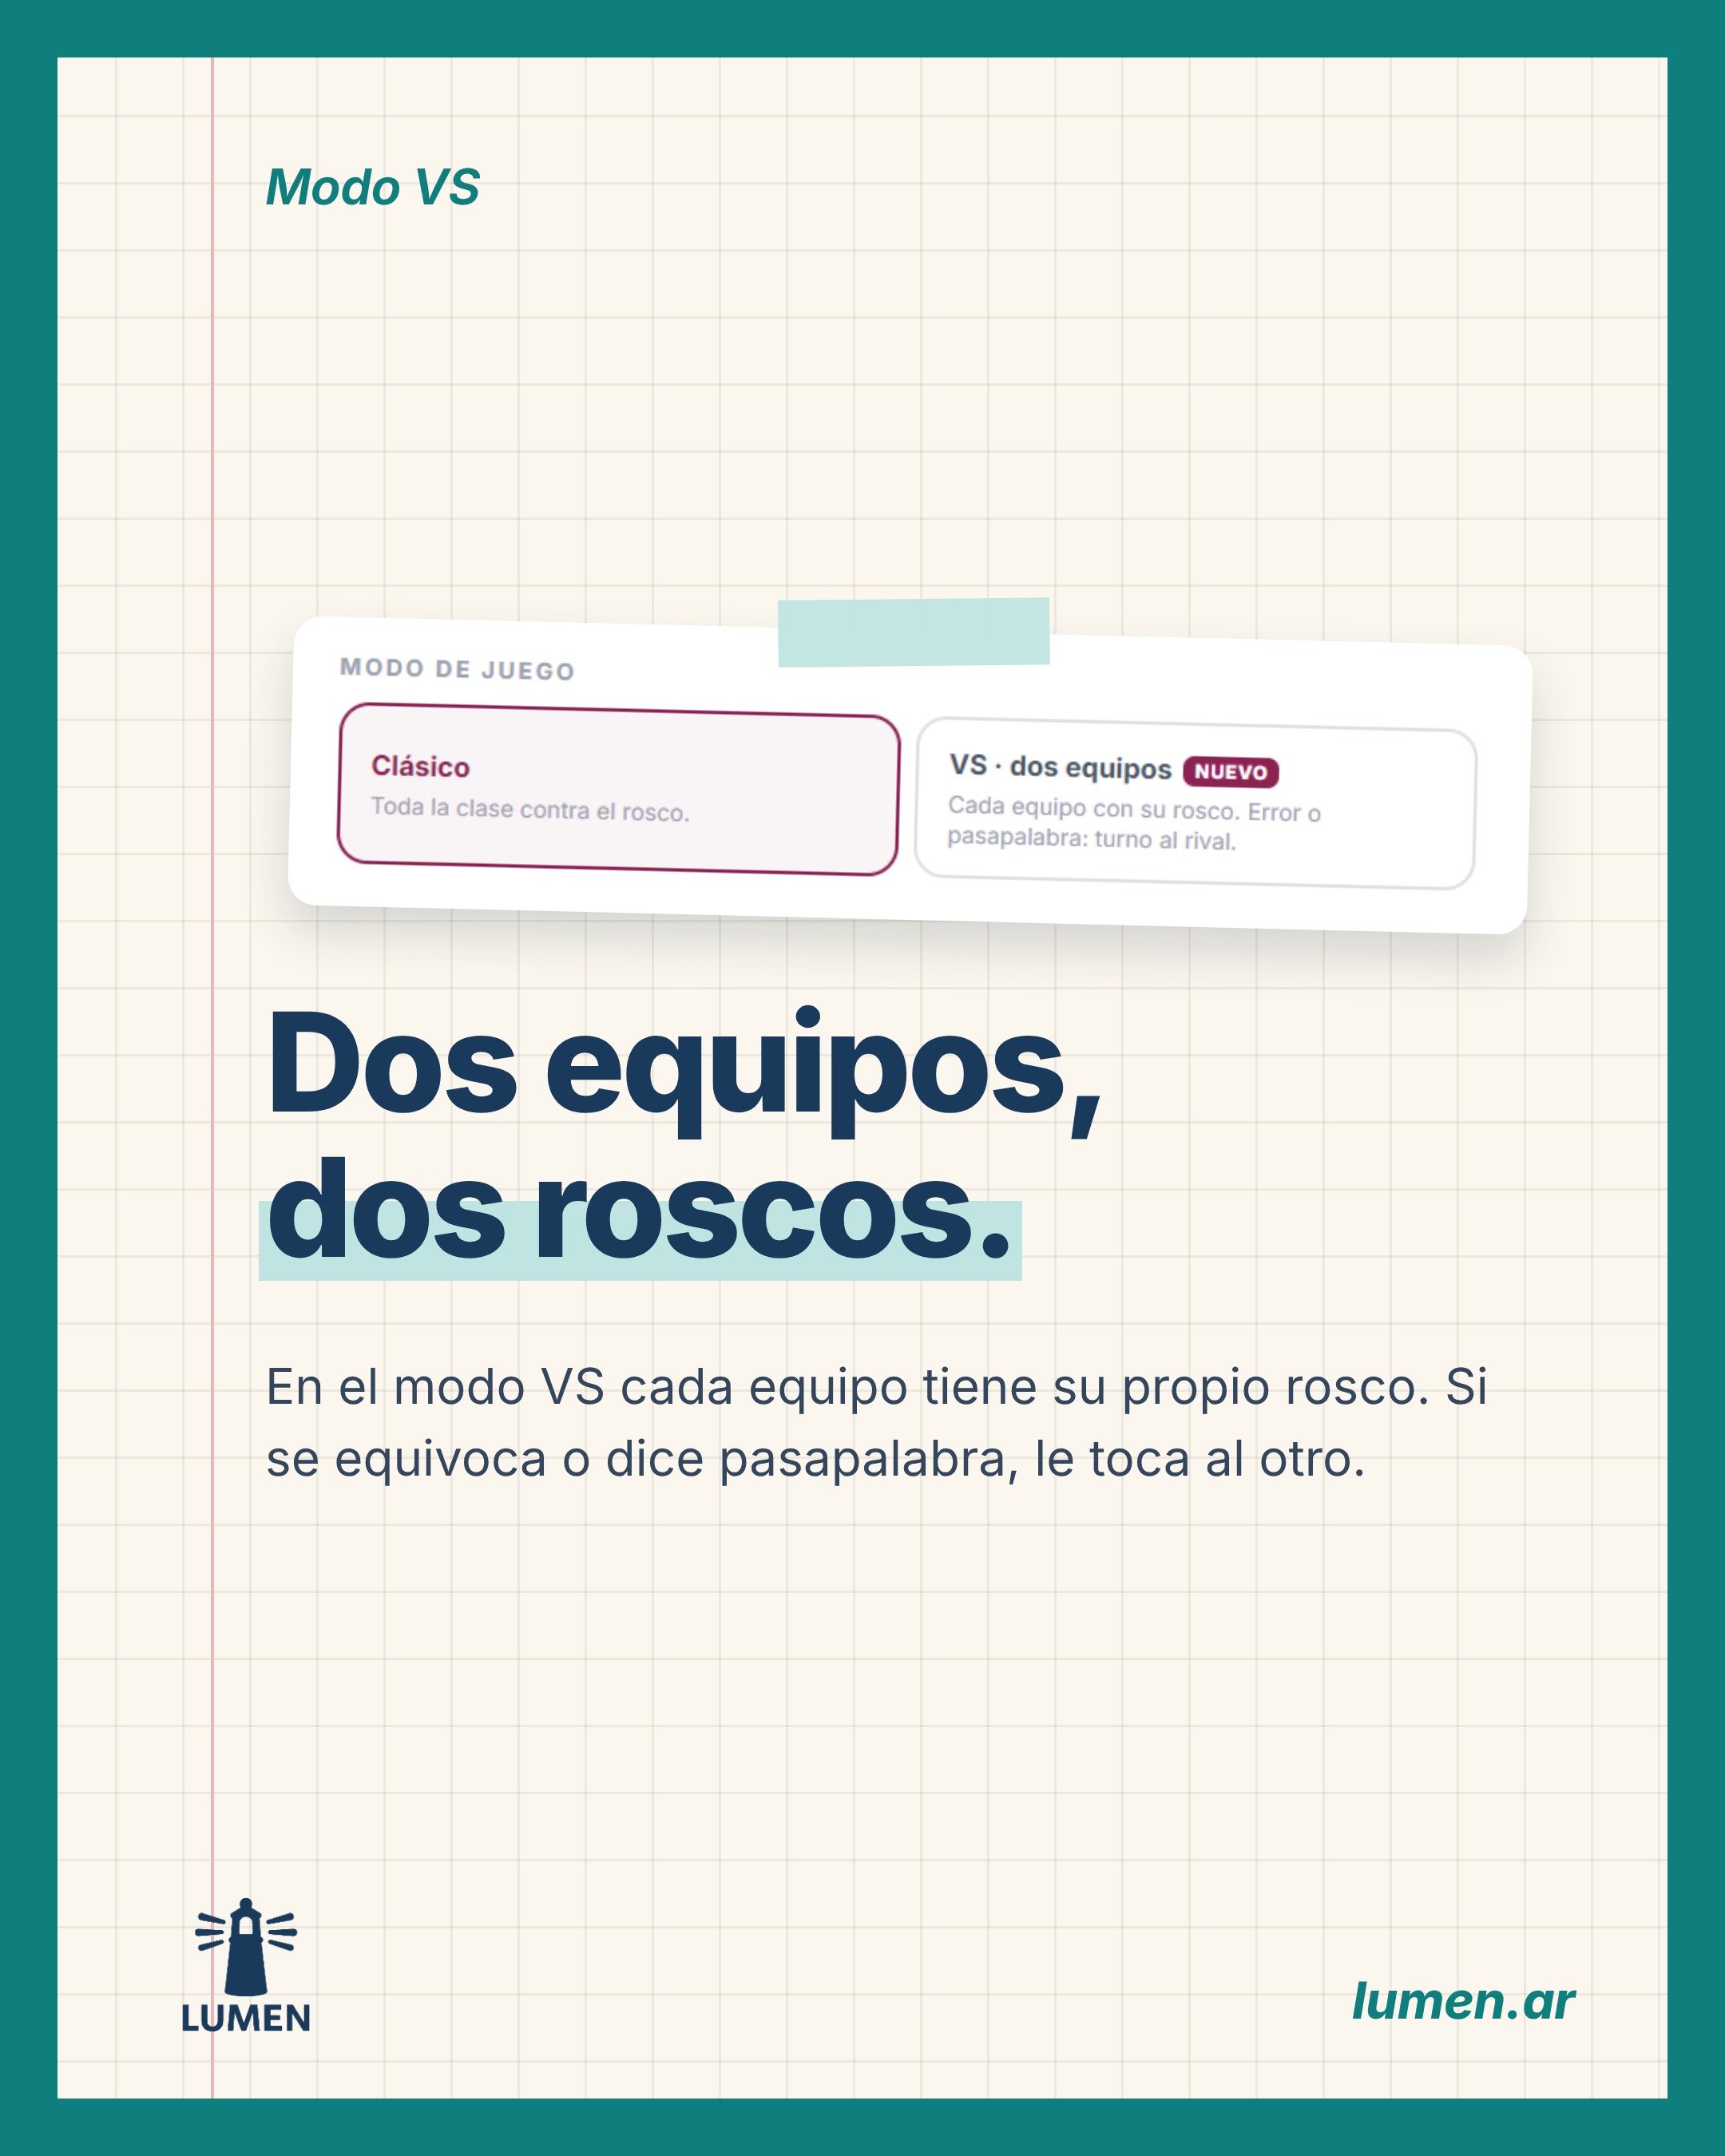 Modo VS
MODO DE JUEGO
Clásico
Toda la clase contra el rosco.
VS · dos equipos NUEVO
Cada equipo con su rosco. Error o
pasapalabra: turno al rival.
Dos equipos,
dos roscos.
En el modo VS cada equipo tiene su propio rosco. Si
se equivoca o dice pasapalabra, le toca al otro.
LUMEN
lumen.ar